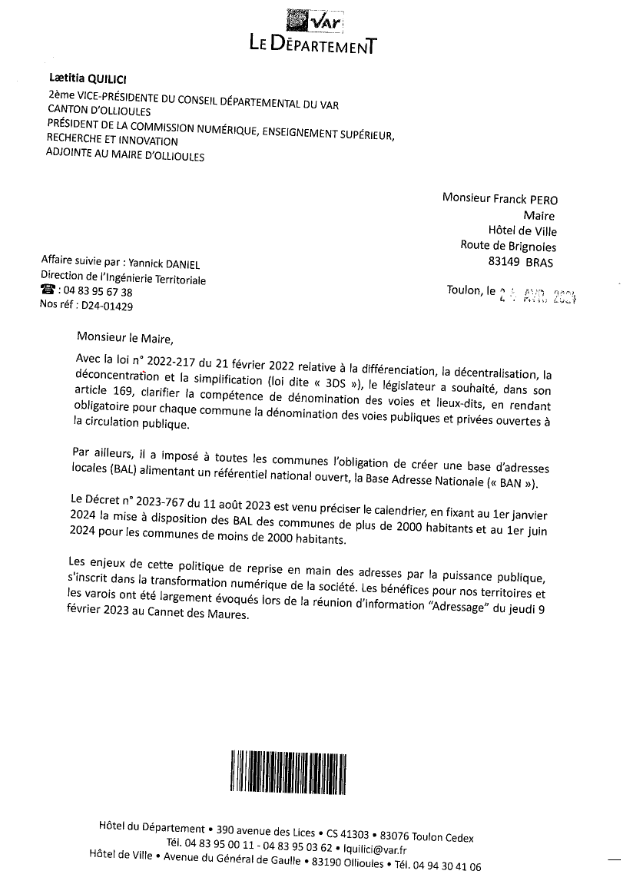 VAR
LE DÉPARTEMENT
Lætitia QUILICI
2ème VICE-PRÉSIDENTE DU CONSEIL DÉPARTEMENTAL DU VAR
CANTON D'OLLIOULES
PRÉSIDENT DE LA COMMISSION NUMÉRIQUE, ENSEIGNEMENT SUPÉRIEUR,
RECHERCHE ET INNOVATION
ADJOINTE AU MAIRE D'OLLIOULES
Monsieur Franck PERO
Maire
Hôtel de Ville
Route de Brignoles
83149 BRAS
Affaire suivie par : Yannick DANIEL
Direction de l'Ingénierie Territoriale
☎ : 04 83 95 67 38
Nos réf : D24-01429
Toulon, le AVR. 2024
Monsieur le Maire,
Avec la loi n° 2022-217 du 21 février 2022 relative à la différenciation, la décentralisation, la
déconcentration et la simplification (loi dite « 3DS »), le législateur a souhaité, dans son
article 169, clarifier la compétence de dénomination des voies et lieux-dits, en rendant
obligatoire pour chaque commune la dénomination des voies publiques et privées ouvertes à
la circulation publique.
Par ailleurs, il a imposé à toutes les communes l'obligation de créer une base d'adresses
locales (BAL) alimentant un référentiel national ouvert, la Base Adresse Nationale (« BAN »).
Le Décret n° 2023-767 du 11 août 2023 est venu préciser le calendrier, en fixant au 1er janvier
2024 la mise à disposition des BAL des communes de plus de 2000 habitants et au 1er juin
2024 pour les communes de moins de 2000 habitants.
Les enjeux de cette politique de reprise en main des adresses par la puissance publique,
s'inscrit dans la transformation numérique de la société. Les bénéfices pour nos territoires et
les varois ont été largement évoqués lors de la réunion d'information "Adressage" du jeudi 9
février 2023 au Cannet des Maures.
Hôtel du Département • 390 avenue des Lices • CS 41303 • 83076 Toulon Cedex
Tél. 04 83 95 00 11 - 04 83 95 03 62 • lquilici@var.fr
Hôtel de Ville • Avenue du Général de Gaulle • 83190 Ollioules • Tél. 04 94 30 41 06